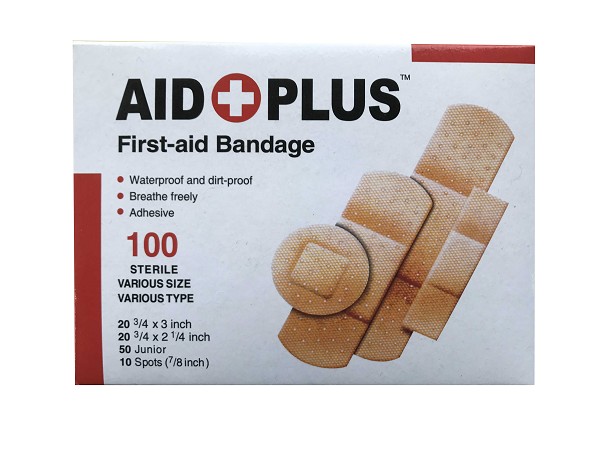 AID PLUS™
First-aid Bandage
• Waterproof and dirt-proof
• Breathe freely
• Adhesive
100
STERILE
VARIOUS SIZE
VARIOUS TYPE
20 3/4 x 3 inch
20 3/4 x 2 1/4 inch
50 Junior
10 Spots (7/8 inch)